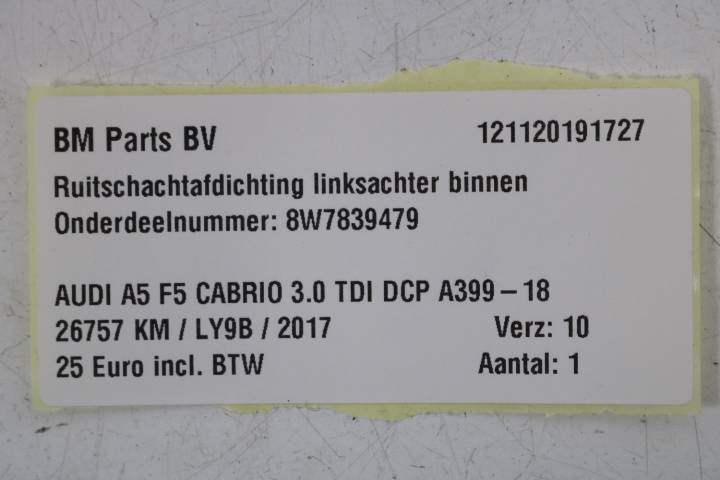 BM Parts BV 121120191727
Ruitschachtafdichting linksachter binnen
Onderdeelnummer: 8W7839479
AUDI A5 F5 CABRIO 3.0 TDI DCP A399 – 18
26757 KM / LY9B / 2017 Verz: 10
25 Euro incl. BTW Aantal: 1